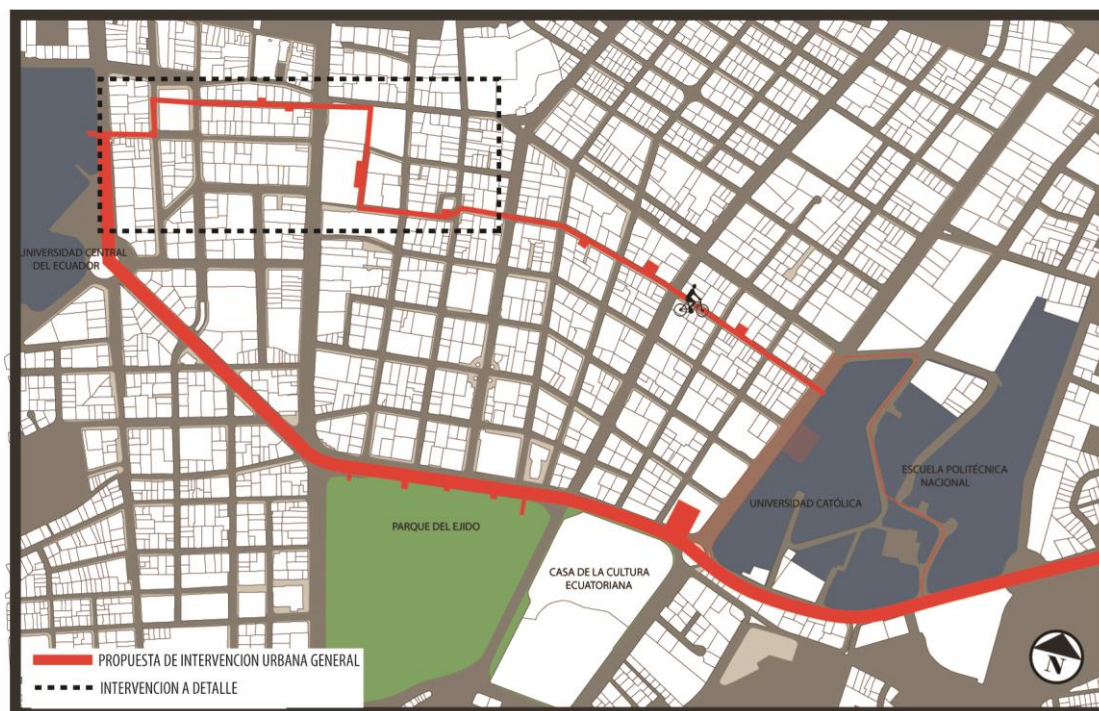 UNIVERSIDAD CENTRAL
DEL ECUADOR
ESCUELA POLITÉCNICA
NACIONAL
UNIVERSIDAD CATÓLICA
PARQUE DEL EJIDO
CASA DE LA CULTURA
ECUATORIANA
PROPUESTA DE INTERVENCION URBANA GENERAL
INTERVENCION A DETALLE
N